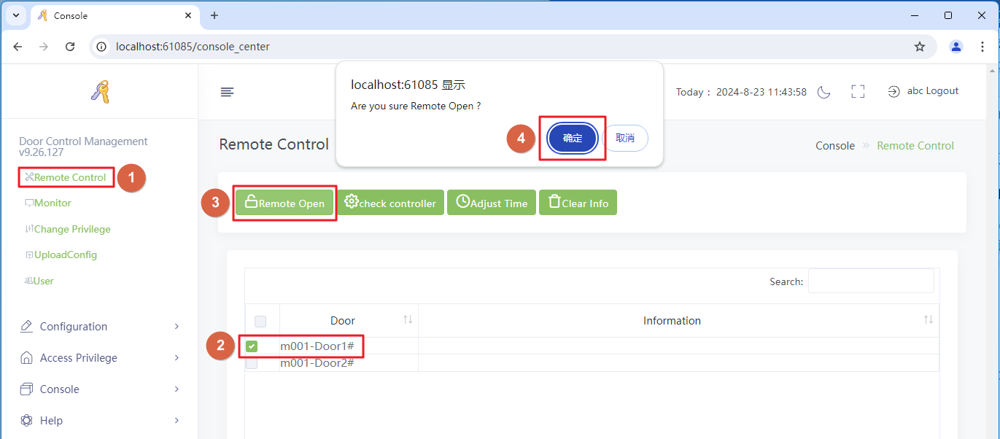 Console
localhost:61085/console_center
localhost:61085 显示
Are you sure Remote Open ?
4
确定
取消
Today : 2024-8-23 11:43:58
abc Logout
Door Control Management
v9.26.127
Remote Control
1
Monitor
Change Privilege
UploadConfig
User
Configuration
Access Privilege
Console
Help
Remote Control
Console » Remote Control
3
Remote Open
check controller
Adjust Time
Clear Info
Search:
Door
Information
2
m001-Door1#
m001-Door2#